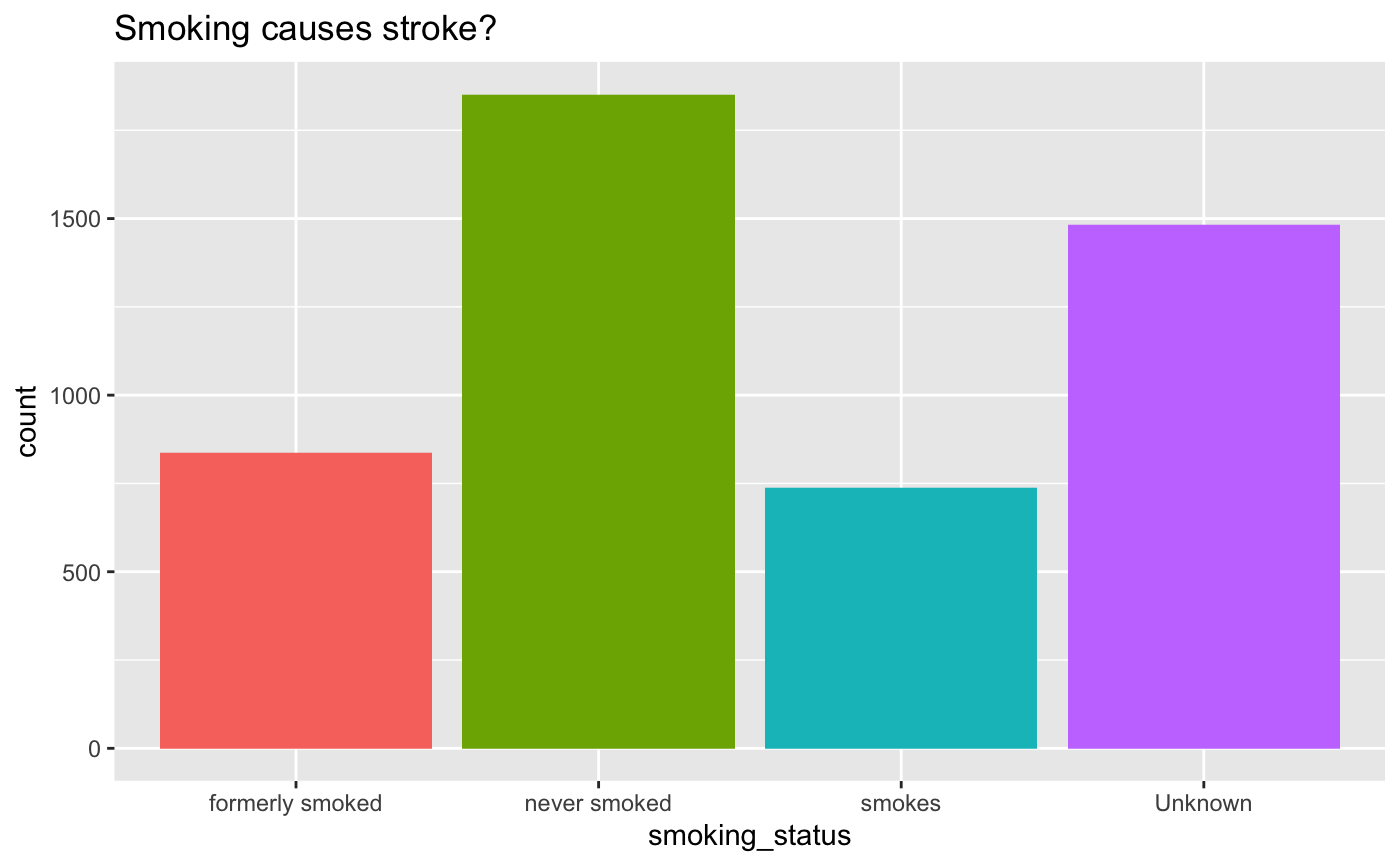 Smoking causes stroke?
1500
1000
500
0
count
formerly smoked
never smoked
smokes
Unknown
smoking_status